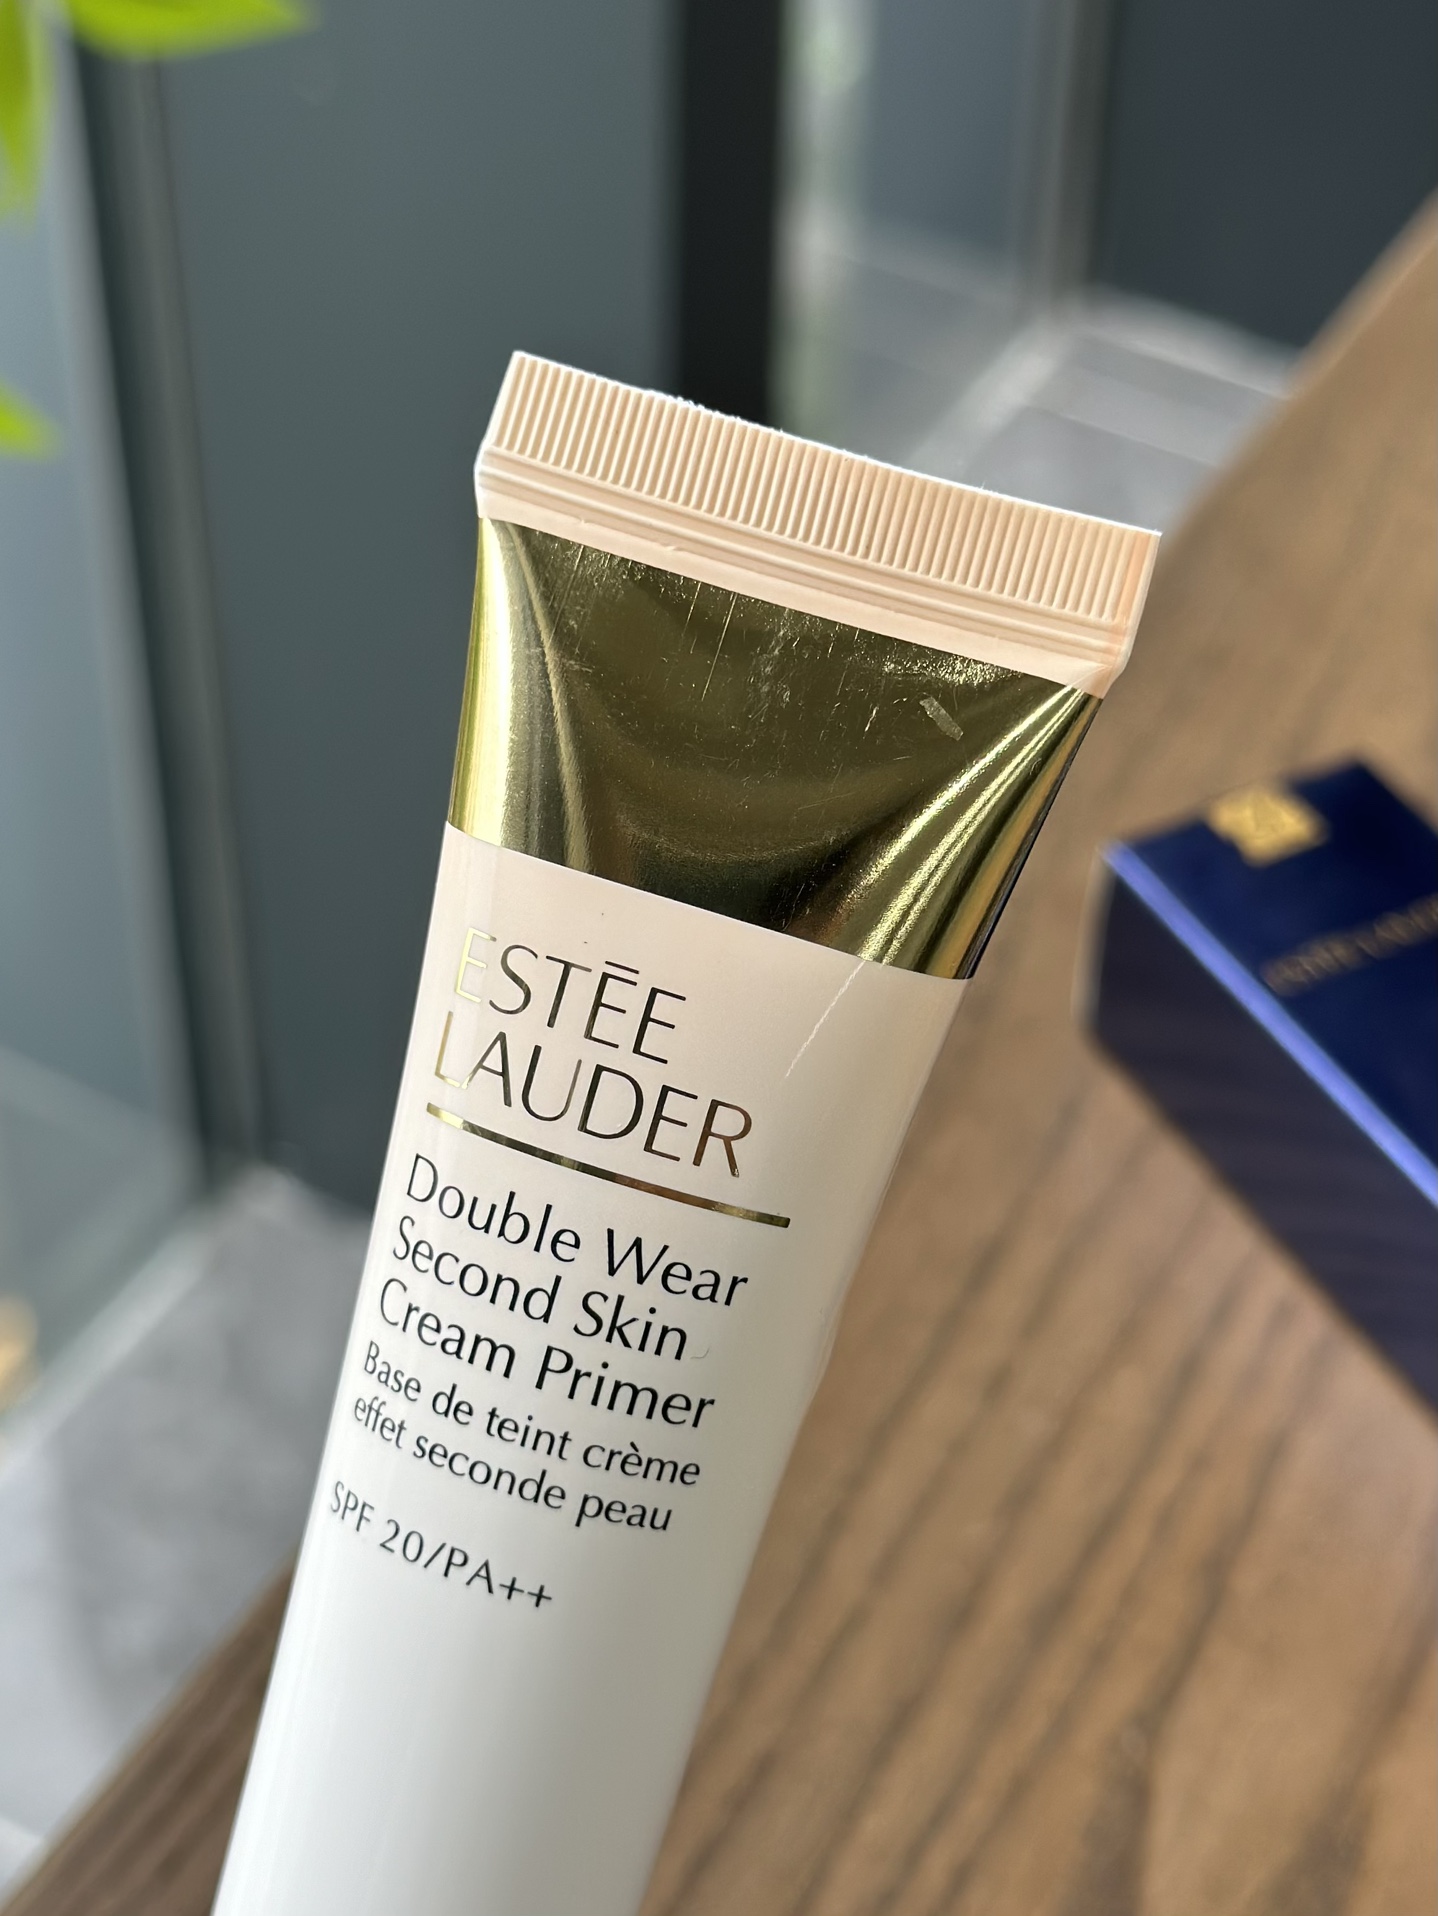 ESTĒE
LAUDER
Double Wear
Second Skin
Cream Primer
Base de teint crème
effet seconde peau
SPF 20/PA++